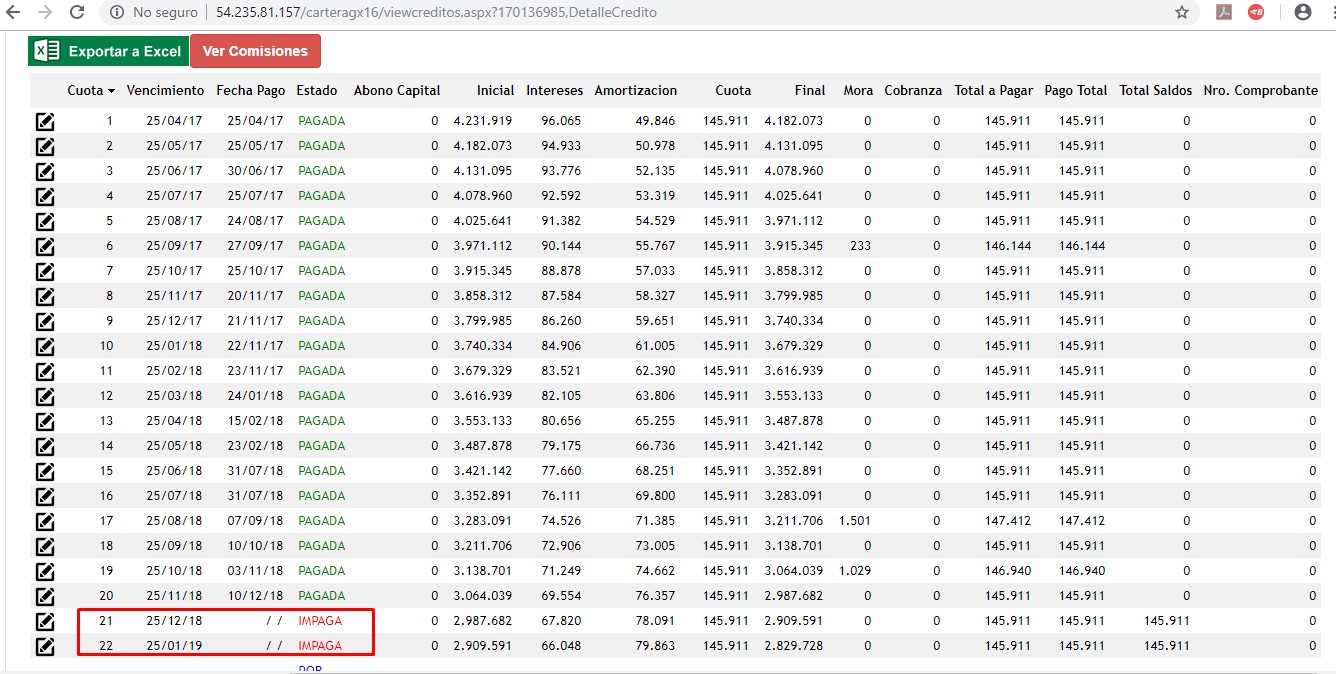 No seguro 54.235.81.157/carteragx16/viewcreditos.aspx?170136985,DetalleCredito
Exportar a Excel Ver Comisiones
Cuota Vencimiento Fecha Pago Estado Abono Capital Inicial Intereses Amortizacion Cuota Final Mora Cobranza Total a Pagar Pago Total Total Saldos Nro. Comprobante
1 25/04/17 25/04/17 PAGADA 0 4.231.919 96.065 49.846 145.911 4.182.073 0 0 145.911 145.911 0 0
2 25/05/17 25/05/17 PAGADA 0 4.182.073 94.933 50.978 145.911 4.131.095 0 0 145.911 145.911 0 0
3 25/06/17 30/06/17 PAGADA 0 4.131.095 93.776 52.135 145.911 4.078.960 0 0 145.911 145.911 0 0
4 25/07/17 25/07/17 PAGADA 0 4.078.960 92.592 53.319 145.911 4.025.641 0 0 145.911 145.911 0 0
5 25/08/17 24/08/17 PAGADA 0 4.025.641 91.382 54.529 145.911 3.971.112 0 0 145.911 145.911 0 0
6 25/09/17 27/09/17 PAGADA 0 3.971.112 90.144 55.767 145.911 3.915.345 233 0 146.144 146.144 0 0
7 25/10/17 25/10/17 PAGADA 0 3.915.345 88.878 57.033 145.911 3.858.312 0 0 145.911 145.911 0 0
8 25/11/17 20/11/17 PAGADA 0 3.858.312 87.584 58.327 145.911 3.799.985 0 0 145.911 145.911 0 0
9 25/12/17 21/11/17 PAGADA 0 3.799.985 86.260 59.651 145.911 3.740.334 0 0 145.911 145.911 0 0
10 25/01/18 22/11/17 PAGADA 0 3.740.334 84.906 61.005 145.911 3.679.329 0 0 145.911 145.911 0 0
11 25/02/18 23/11/17 PAGADA 0 3.679.329 83.521 62.390 145.911 3.616.939 0 0 145.911 145.911 0 0
12 25/03/18 24/01/18 PAGADA 0 3.616.939 82.105 63.806 145.911 3.553.133 0 0 145.911 145.911 0 0
13 25/04/18 15/02/18 PAGADA 0 3.553.133 80.656 65.255 145.911 3.487.878 0 0 145.911 145.911 0 0
14 25/05/18 23/02/18 PAGADA 0 3.487.878 79.175 66.736 145.911 3.421.142 0 0 145.911 145.911 0 0
15 25/06/18 31/07/18 PAGADA 0 3.421.142 77.660 68.251 145.911 3.352.891 0 0 145.911 145.911 0 0
16 25/07/18 31/07/18 PAGADA 0 3.352.891 76.111 69.800 145.911 3.283.091 0 0 145.911 145.911 0 0
17 25/08/18 07/09/18 PAGADA 0 3.283.091 74.526 71.385 145.911 3.211.706 1.501 0 147.412 147.412 0 0
18 25/09/18 10/10/18 PAGADA 0 3.211.706 72.906 73.005 145.911 3.138.701 0 0 145.911 145.911 0 0
19 25/10/18 03/11/18 PAGADA 0 3.138.701 71.249 74.662 145.911 3.064.039 1.029 0 146.940 146.940 0 0
20 25/11/18 10/12/18 PAGADA 0 3.064.039 69.554 76.357 145.911 2.987.682 0 0 145.911 145.911 0 0
21 25/12/18 / / IMPAGA 0 2.987.682 67.820 78.091 145.911 2.909.591 0 0 145.911 145.911 145.911 0
22 25/01/19 / / IMPAGA 0 2.909.591 66.048 79.863 145.911 2.829.728 0 0 145.911 145.911 145.911 0
POR